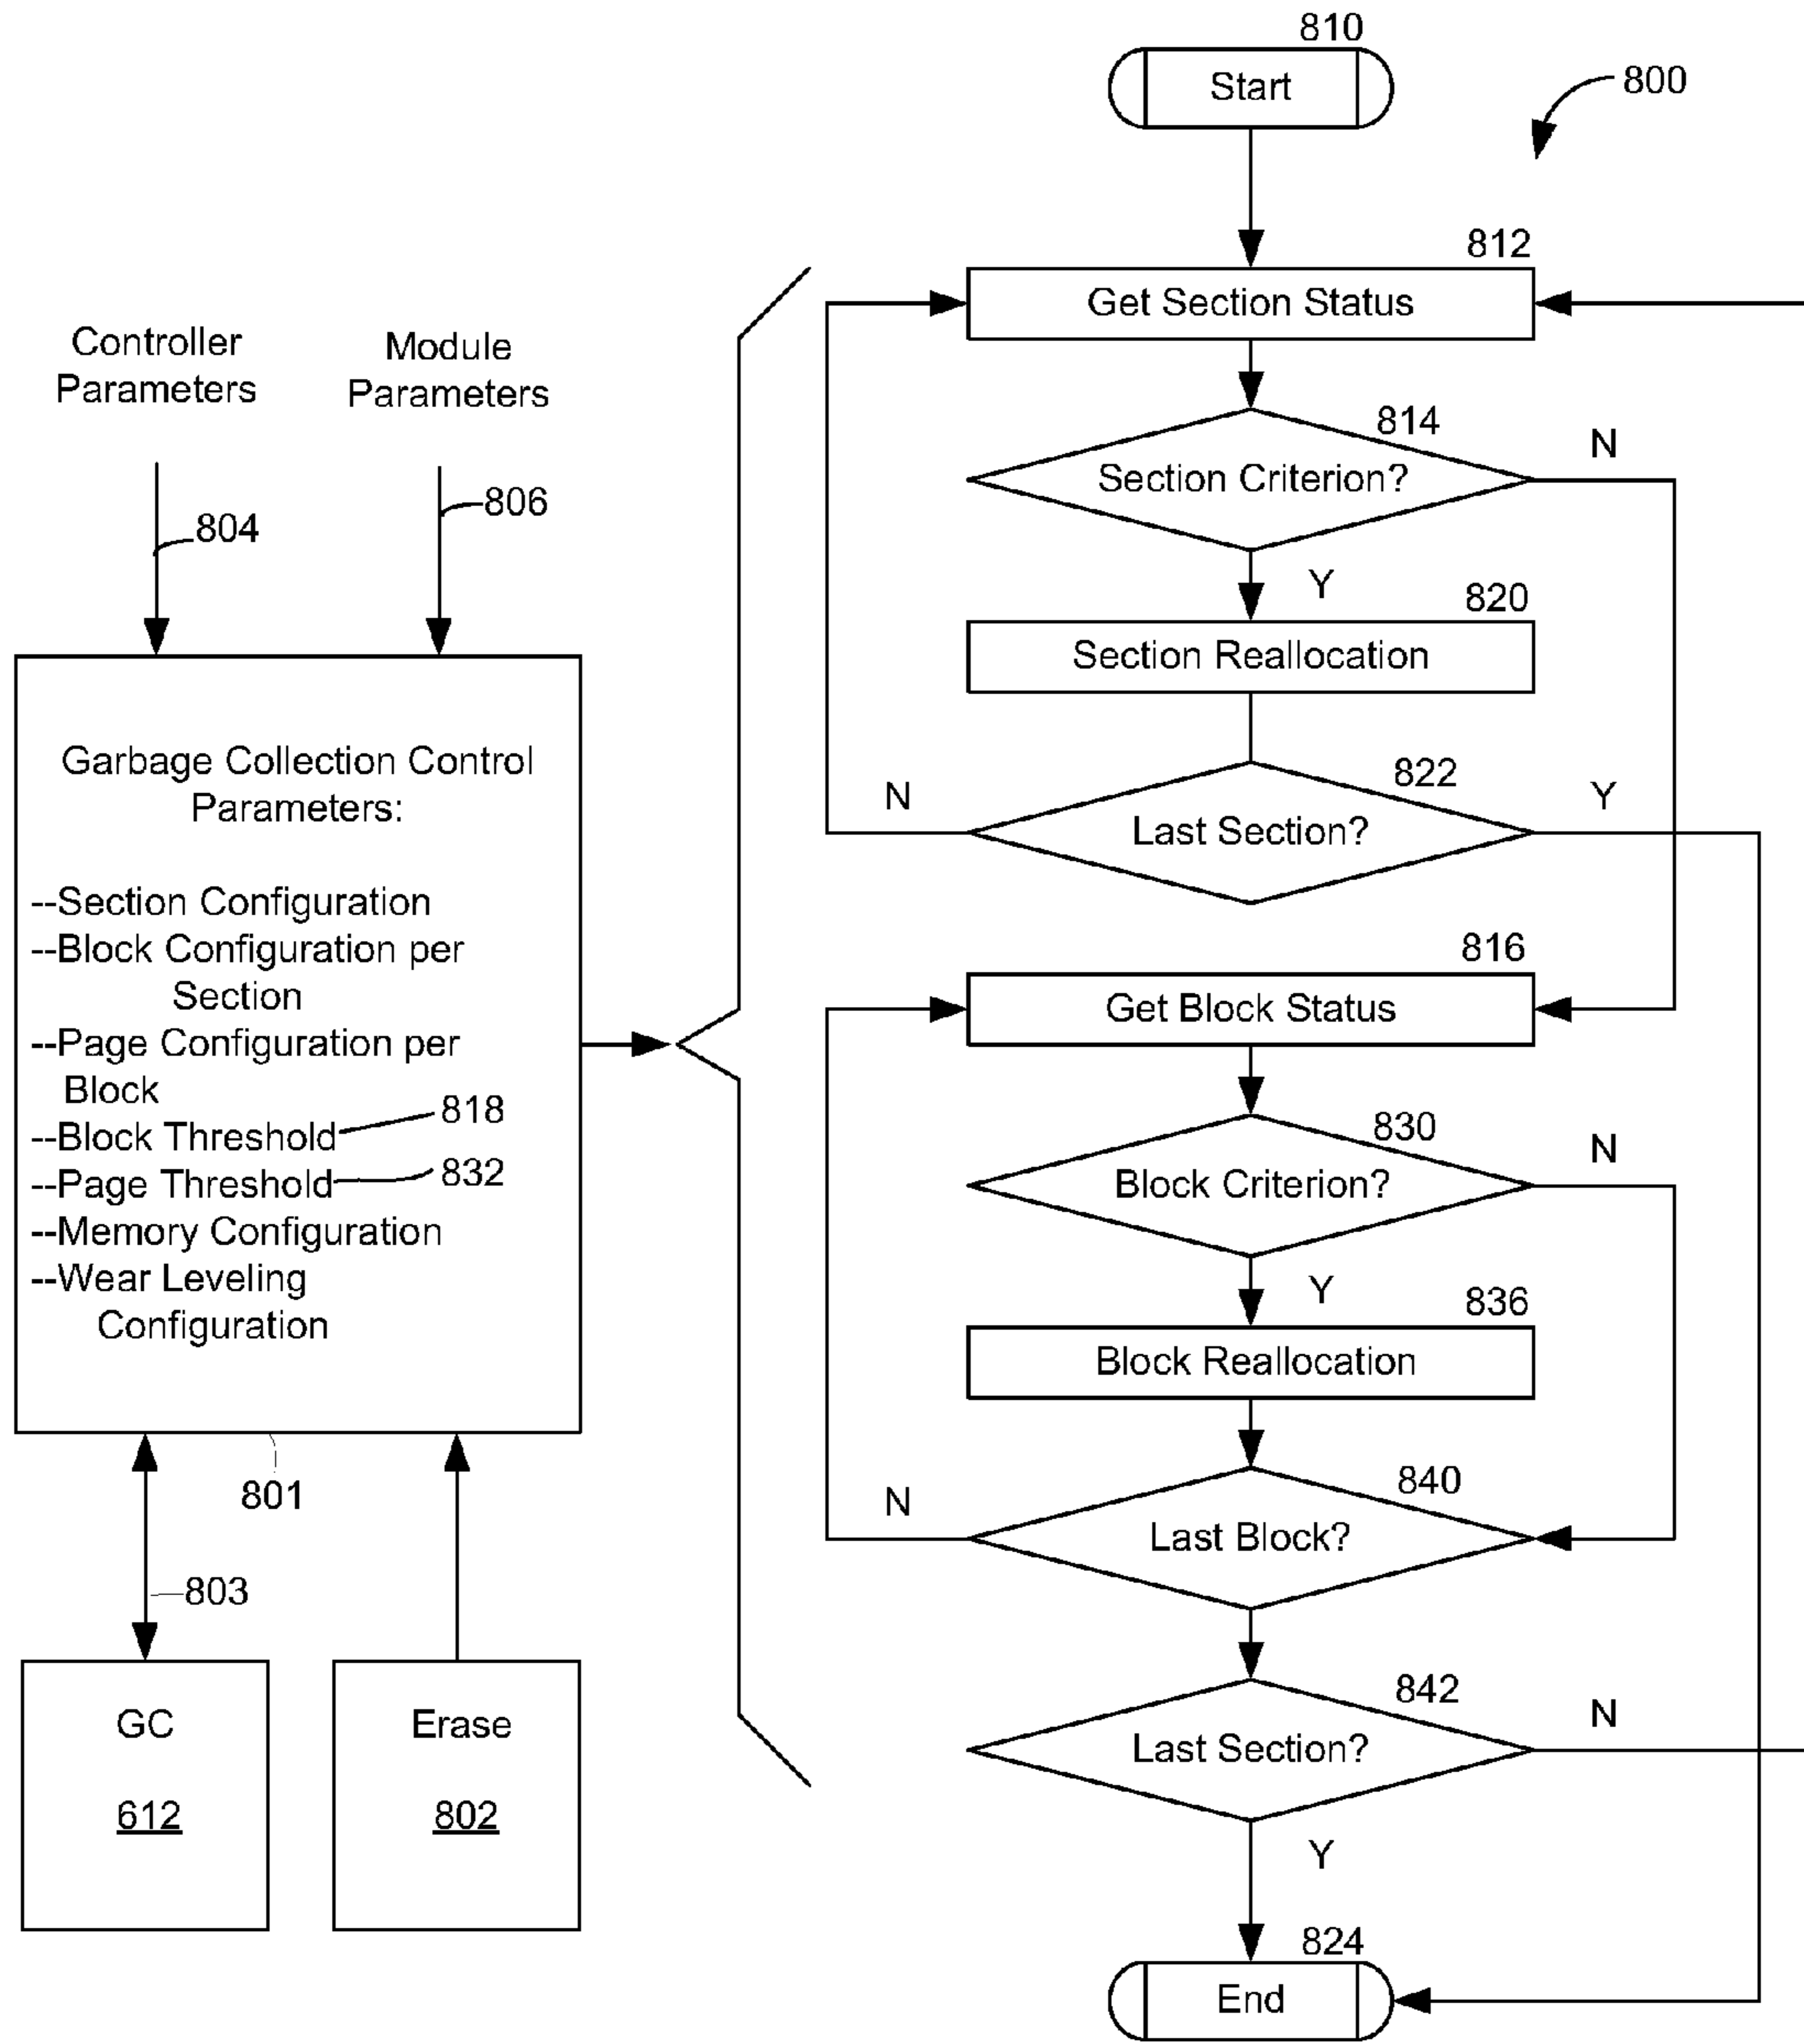 810
Start
800
812
Get Section Status
Controller
Parameters
Module
Parameters
814
N
Section Criterion?
804
806
Y
820
Section Reallocation
Garbage Collection Control
Parameters:
--Section Configuration
--Block Configuration per
Section
--Page Configuration per
Block
--Block Threshold
818
--Page Threshold
832
--Memory Configuration
--Wear Leveling
Configuration
822
N
Y
Last Section?
816
Get Block Status
830
N
Block Criterion?
Y
836
Block Reallocation
801
840
N
Last Block?
803
GC
612
Erase
802
842
N
Last Section?
Y
824
End